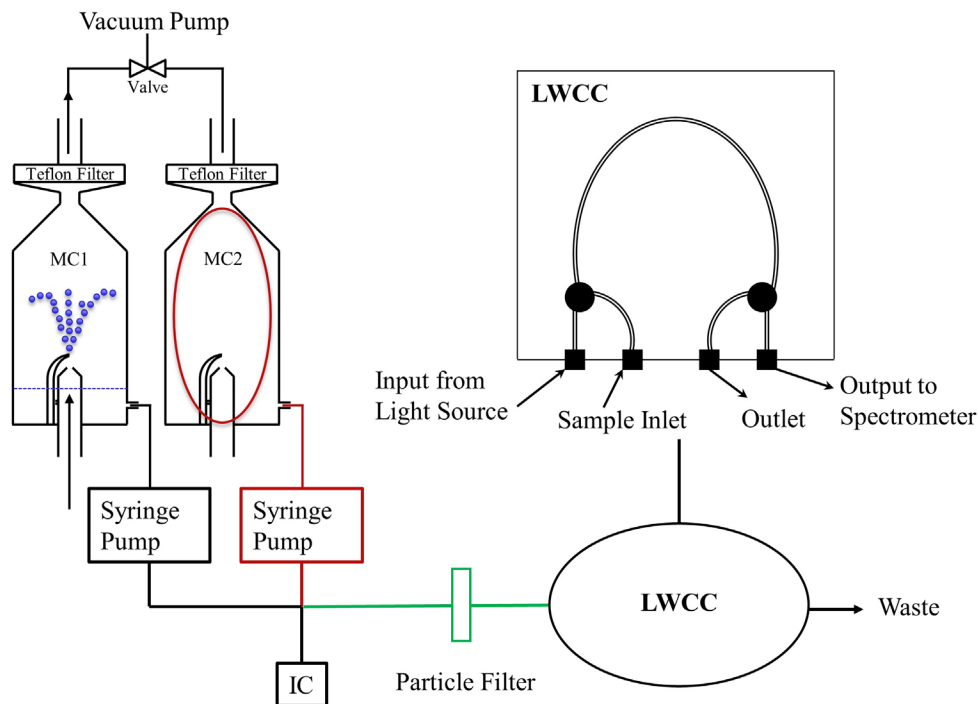 Vacuum Pump
Valve
Teflon Filter
Teflon Filter
MC1
MC2
LWCC
Input from
Light Source
Sample Inlet
Outlet
Output to
Spectrometer
Syringe
Pump
Syringe
Pump
LWCC
Waste
IC
Particle Filter